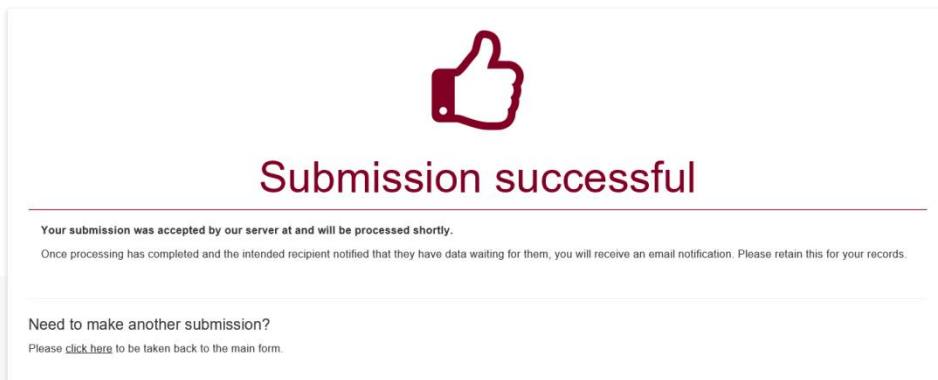 Submission successful
Your submission was accepted by our server at and will be processed shortly.
Once processing has completed and the intended recipient notified that they have data waiting for them, you will receive an email notification. Please retain this for your records.
Need to make another submission?
Please click here to be taken back to the main form.